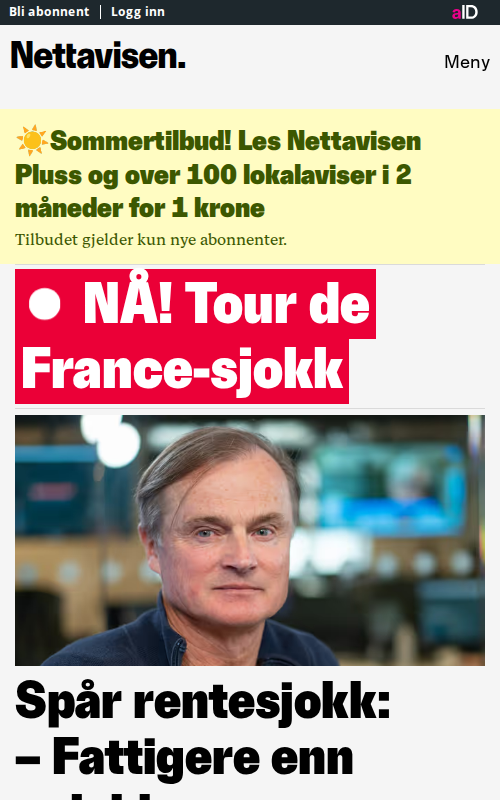 Bli abonnent
Logg inn
aID
Nettavisen.
Meny
Sommertilbud! Les Nettavisen
Pluss og over 100 lokalaviser i 2
måneder for 1 krone
Tilbudet gjelder kun nye abonnenter.
NÅ! Tour de
France-sjokk
Spår rentesjokk:
– Fattigere enn